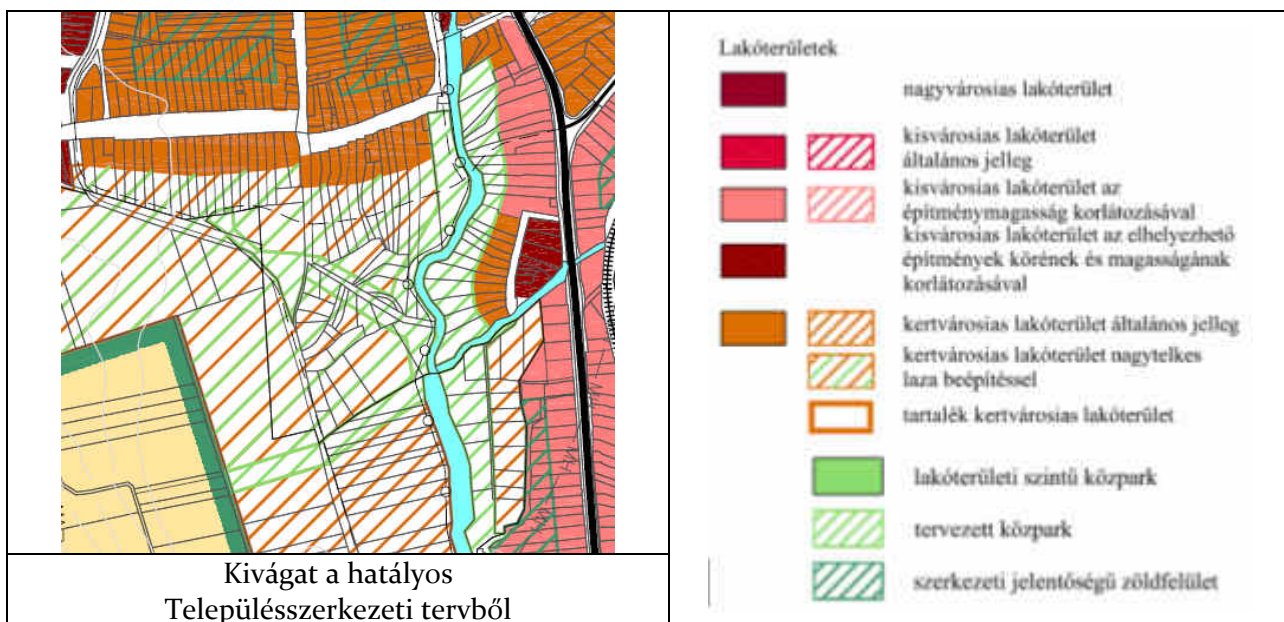 Kivágat a hatályos
Településszerkezeti tervből
Lakóterületek
nagyvárosias lakóterület
kisvárosias lakóterület
általános jelleg
kisvárosias lakóterület az
építménymagasság korlátozásával
kisvárosias lakóterület az elhelyezhető
építmények körének és magasságának
korlátozásával
kertvárosias lakóterület általános jelleg
kertvárosias lakóterület nagytelkes
laza beépítéssel
tartalék kertvárosias lakóterület
lakóterületi szintű közpark
tervezett közpark
szerkezeti jelentőségű zöldfelület